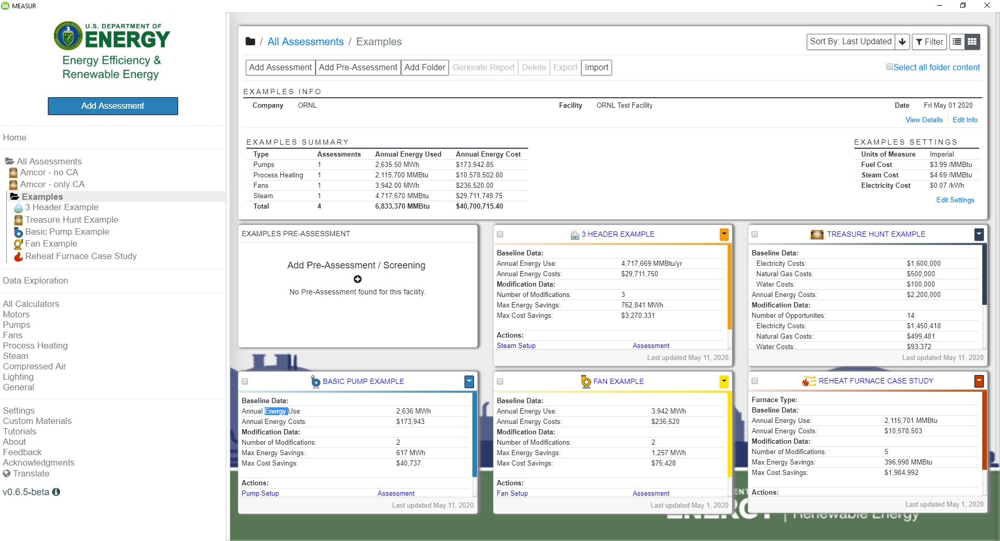 MEASUR
U.S. DEPARTMENT OF
ENERGY
Energy Efficiency &
Renewable Energy
Add Assessment
Home
All Assessments
Amcor - no CA
Amcor - only CA
Examples
3 Header Example
Treasure Hunt Example
Basic Pump Example
Fan Example
Reheat Furnace Case Study
Data Exploration
All Calculators
Motors
Pumps
Fans
Process Heating
Steam
Compressed Air
Lighting
General
Settings
Custom Materials
Tutorials
About
Feedback
Acknowledgments
Translate
v0.6.5-beta
/ All Assessments / Examples
Sort By: Last Updated Filter
Add Assessment Add Pre-Assessment Add Folder Generate Report Delete Export Import
Select all folder content
EXAMPLES INFO
Company ORNL Facility ORNL Test Facility Date Fri May 01 2020
View Details Edit Info
EXAMPLES SUMMARY
Type Assessments Annual Energy Used Annual Energy Cost
Pumps 1 2,635.50 MWh $173,942.85
Process Heating 1 2,115,700 MMBtu $10,578,502.80
Fans 1 3,942.00 MWh $236,520.00
Steam 1 4,717,670 MMBtu $29,711,749.75
Total 4 6,833,370 MMBtu $40,700,715.40
EXAMPLES SETTINGS
Units of Measure Imperial
Fuel Cost $3.99 /MMBtu
Steam Cost $4.69 /MMBtu
Electricity Cost $0.07 /kWh
Edit Settings
EXAMPLES PRE-ASSESSMENT
Add Pre-Assessment / Screening
No Pre-Assessment found for this facility.
3 HEADER EXAMPLE
Baseline Data:
Annual Energy Use: 4,717,669 MMBtu/yr
Annual Energy Costs: $29,711,750
Modification Data:
Number of Modifications: 3
Max Energy Savings: 762,841 MWh
Max Cost Savings: $3,270,331
Actions:
Steam Setup Assessment
Last updated May 11, 2020
TREASURE HUNT EXAMPLE
Baseline Data:
Electricity Costs: $1,600,000
Natural Gas Costs: $500,000
Water Costs: $100,000
Annual Energy Costs: $2,200,000
Modification Data:
Number of Opportunites: 14
Electricity Costs: $1,450,418
Natural Gas Costs: $499,481
Water Costs: $93,372
Last updated May 11, 2020
BASIC PUMP EXAMPLE
Baseline Data:
Annual Energy Use: 2,636 MWh
Annual Energy Costs: $173,943
Modification Data:
Number of Modifications: 2
Max Energy Savings: 617 MWh
Max Cost Savings: $40,737
Actions:
Pump Setup Assessment
Last updated May 11, 2020
FAN EXAMPLE
Baseline Data:
Annual Energy Use: 3,942 MWh
Annual Energy Costs: $236,520
Modification Data:
Number of Modifications: 2
Max Energy Savings: 1,257 MWh
Max Cost Savings: $75,428
Actions:
Fan Setup Assessment
Last updated May 1, 2020
REHEAT FURNACE CASE STUDY
Furnace Type:
Baseline Data:
Annual Energy Use: 2,115,701 MMBtu
Annual Energy Costs: $10,578,503
Modification Data:
Number of Modifications: 5
Max Energy Savings: 396,998 MMBtu
Max Cost Savings: $1,984,992
Actions:
Last updated May 1, 2020
ENERGY Renewable Energy